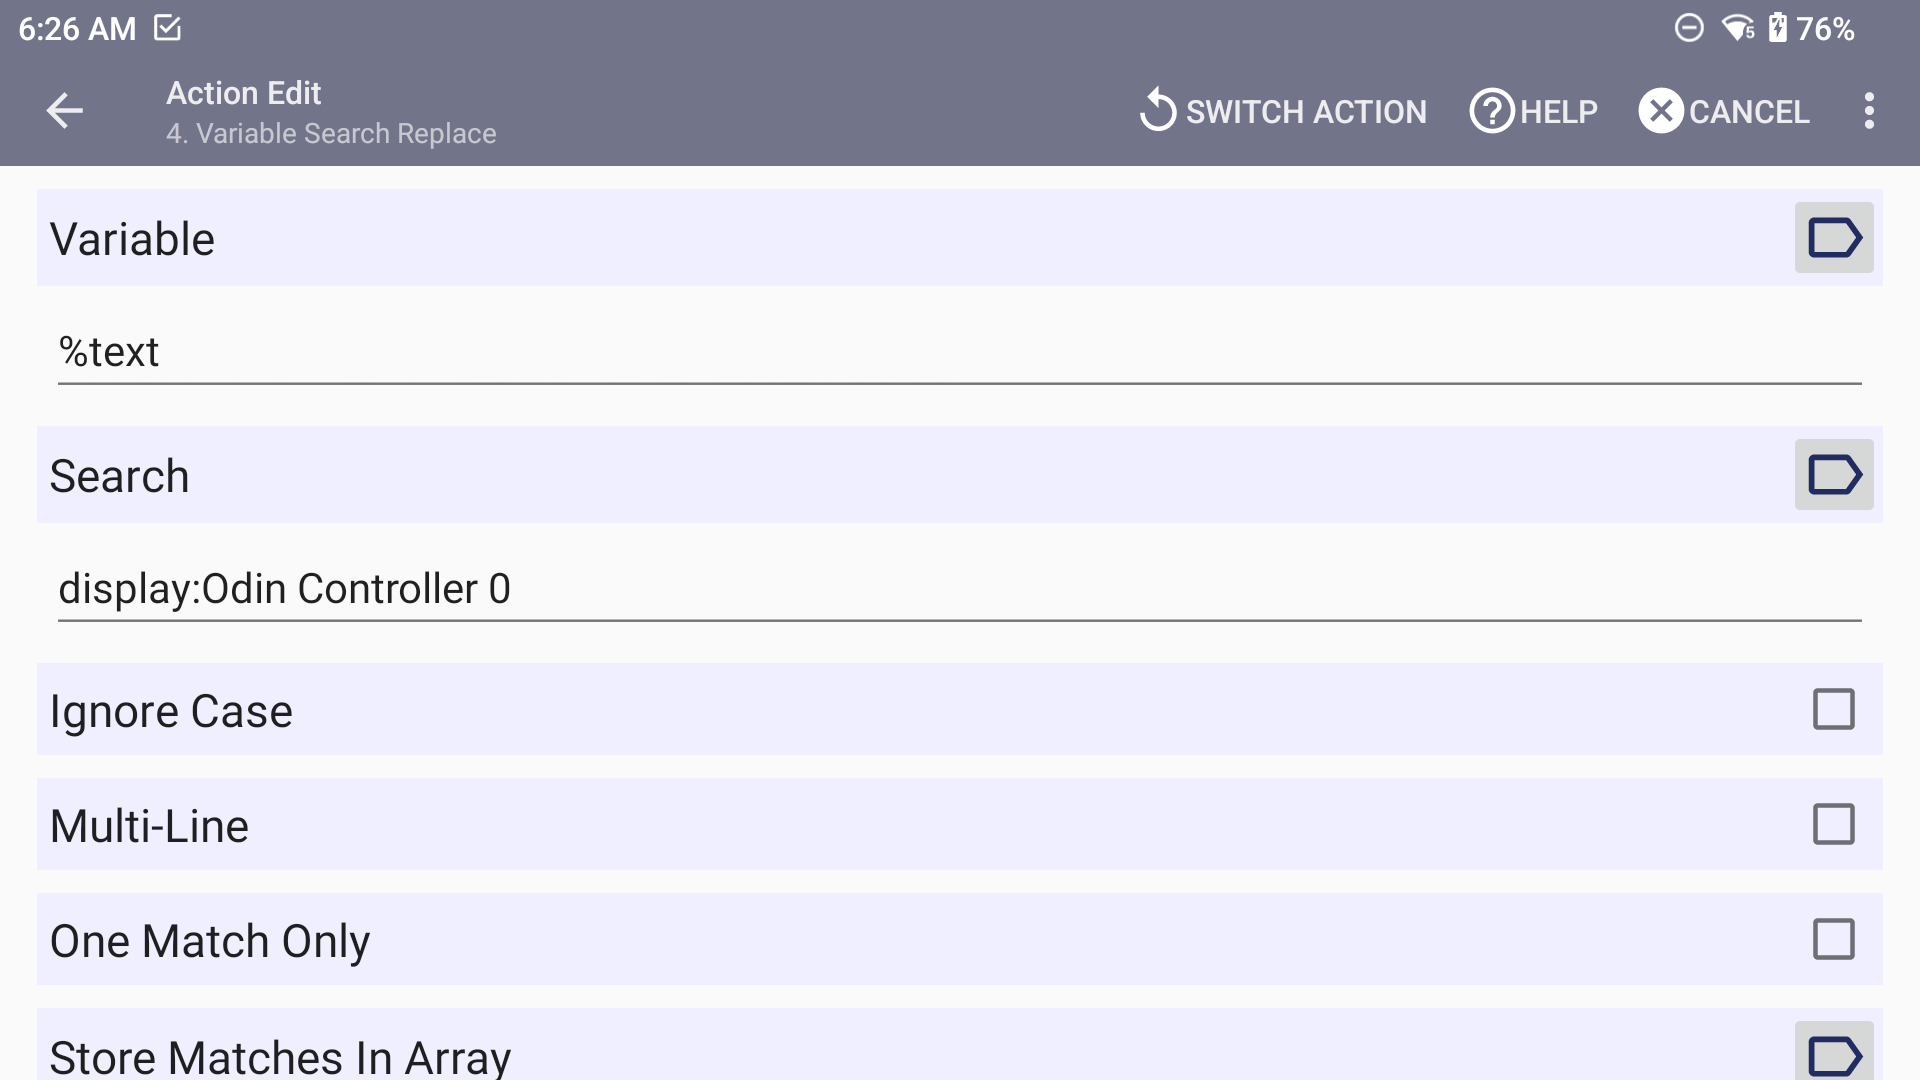 6:26 AM
5 76%
Action Edit
4. Variable Search Replace
SWITCH ACTION
HELP
CANCEL
Variable
%text
Search
display:Odin Controller 0
Ignore Case
Multi-Line
One Match Only
Store Matches In Array